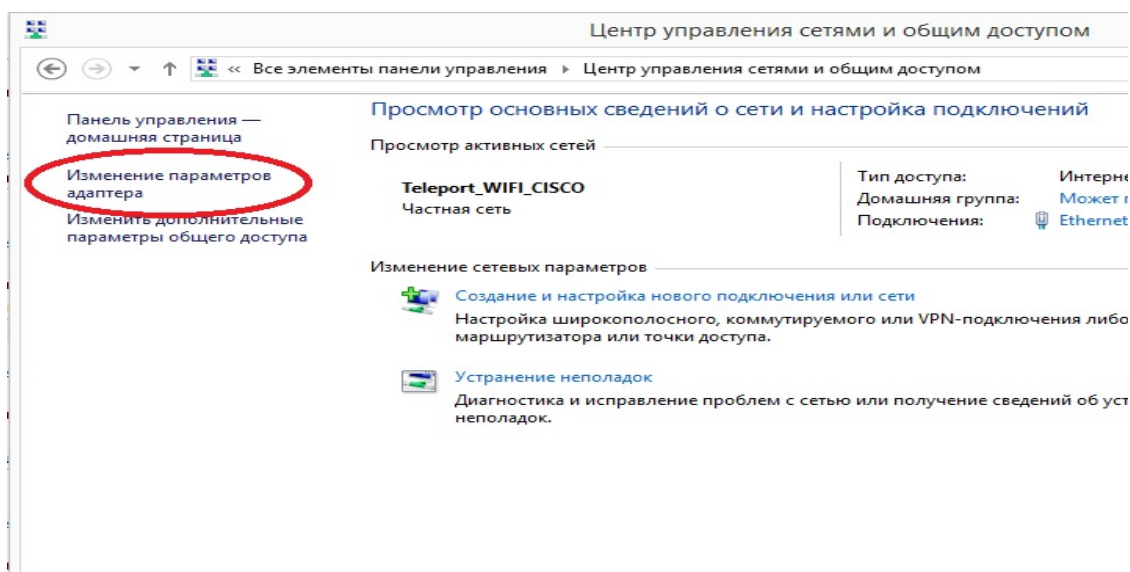 Центр управления сетями и общим доступом
« Все элементы панели управления Центр управления сетями и общим доступом
Панель управления —
домашняя страница
Изменение параметров
адаптера
Изменить дополнительные
параметры общего доступа
Просмотр основных сведений о сети и настройка подключений
Просмотр активных сетей
Teleport_WIFI_CISCO
Частная сеть
Тип доступа:
Домашняя группа: Может
Подключения: Ethernet
Изменение сетевых параметров
Создание и настройка нового подключения или сети
Настройка широкополосного, коммутируемого или VPN-подключения либо
маршрутизатора или точки доступа.
Устранение неполадок
Диагностика и исправление проблем с сетью или получение сведений об
неполадок.